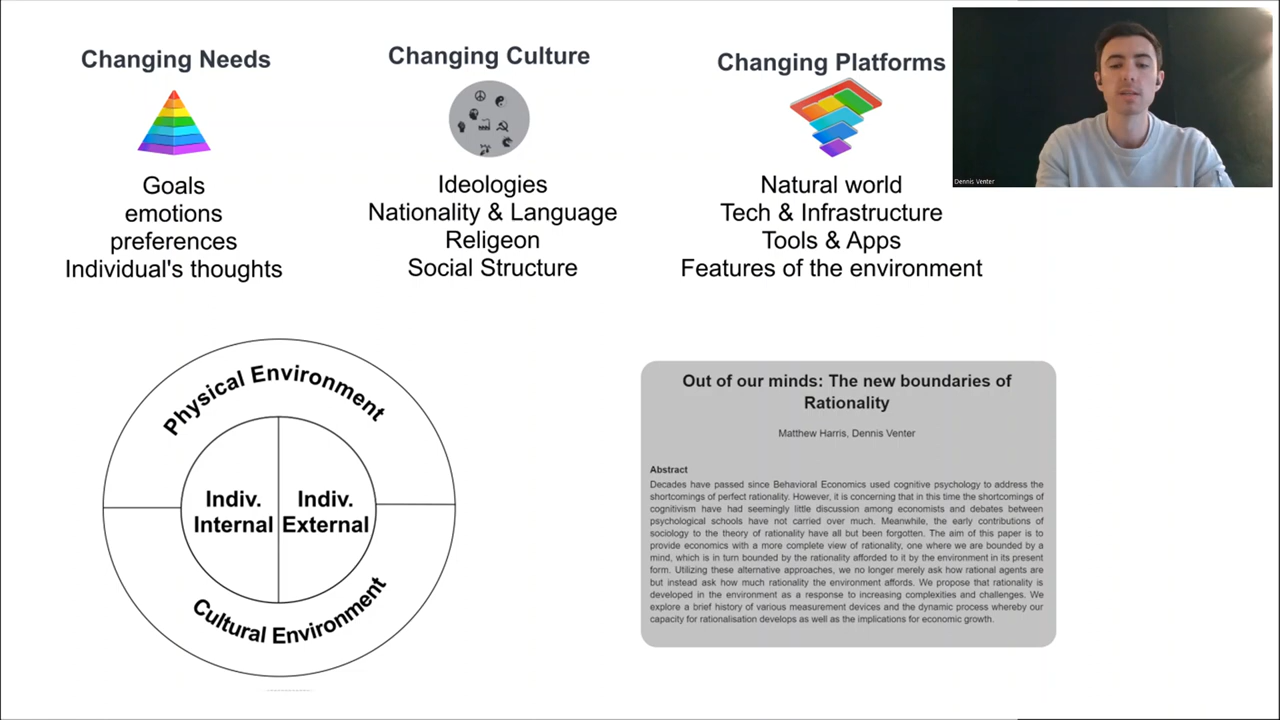 Changing Needs
Goals
emotions
preferences
Individual's thoughts
Changing Culture
Ideologies
Nationality & Language
Religeon
Social Structure
Changing Platforms
Natural world
Tech & Infrastructure
Tools & Apps
Features of the environment
Dennis Venter
Physical Environment
Indiv.
Internal
Indiv.
External
Cultural Environment
Out of our minds: The new boundaries of
Rationality
Matthew Harris, Dennis Venter
Abstract
Decades have passed since Behavioral Economics used cognitive psychology to address the
shortcomings of perfect rationality. However, it is concerning that in this time the shortcomings of
cognitivism have had seemingly little discussion among economists and debates between
psychological schools have not carried over much. Meanwhile, the early contributions of
sociology to the theory of rationality have all but been forgotten. The aim of this paper is to
provide economics with a more complete view of rationality, one where we are bounded by a
mind, which is in turn bounded by the rationality afforded to it by the environment in its present
form. Utilizing these alternative approaches, we no longer merely ask how rational agents are
but instead ask how much rationality the environment affords. We propose that rationality is
developed in the environment as a response to increasing complexities and challenges. We
explore a brief history of various measurement devices and the dynamic process whereby our
capacity for rationalisation develops as well as the implications for economic growth.